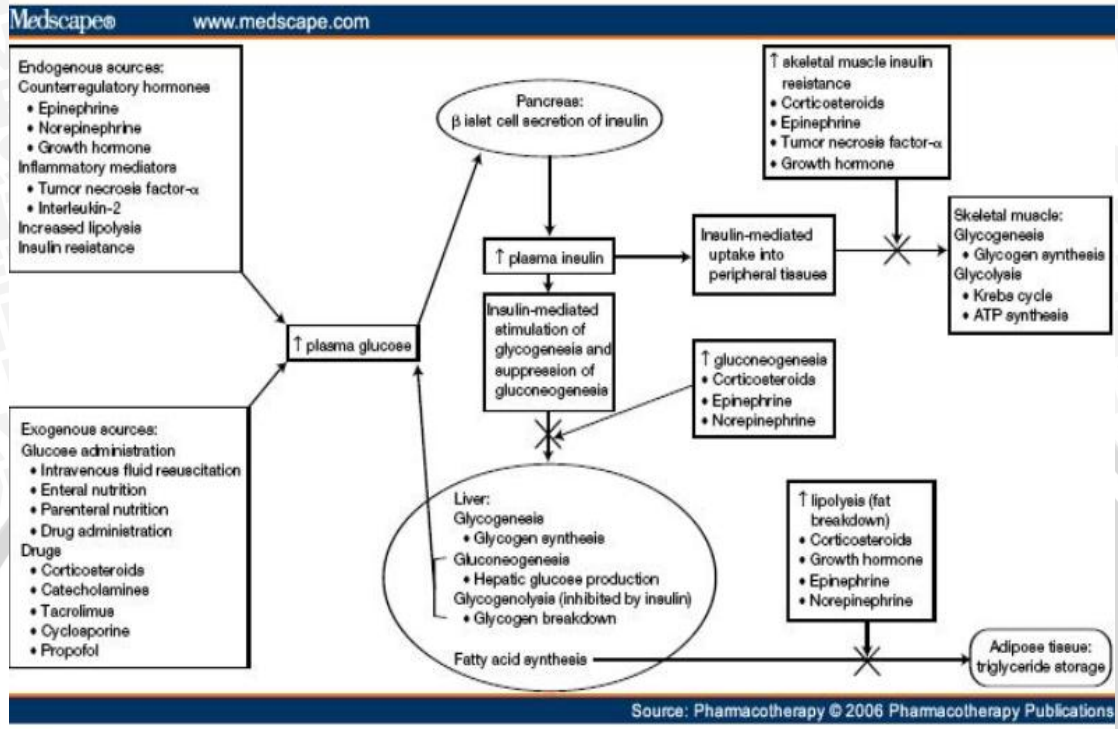 Medscape® www.medscape.com
Endogenous sources:
Counterregulatory hormones
• Epinephrine
• Norepinephrine
• Growth hormone
Inflammatory mediators
• Tumor necrosis factor-α
• Interleukin-2
Increased lipolysis
Insulin resistance
Pancreas:
β islet cell secretion of insulin
↑ skeletal muscle insulin
resistance
• Corticosteroids
• Epinephrine
• Tumor necrosis factor-α
• Growth hormone
↑ plasma insulin
Insulin-mediated
uptake into
peripheral tissues
Skeletal muscle:
Glycogenesis
• Glycogen synthesis
Glycolysis
• Krebs cycle
• ATP synthesis
↑ plasma glucose
Insulin-mediated
stimulation of
glycogenesis and
suppression of
gluconeogenesis
↑ gluconeogenesis
• Corticosteroids
• Epinephrine
• Norepinephrine
Exogenous sources:
Glucose administration
• Intravenous fluid resuscitation
• Enteral nutrition
• Parenteral nutrition
• Drug administration
Drugs
• Corticosteroids
• Catecholamines
• Tacrolimus
• Cyclosporine
• Propofol
Liver:
Glycogenesis
• Glycogen synthesis
Gluconeogenesis
• Hepatic glucose production
Glycogenolysis (inhibited by insulin)
• Glycogen breakdown
Fatty acid synthesis
↑ lipolysis (fat
breakdown)
• Corticosteroids
• Growth hormone
• Epinephrine
• Norepinephrine
Adipose tissue:
triglyceride storage
Source: Pharmacotherapy © 2006 Pharmacotherapy Publications